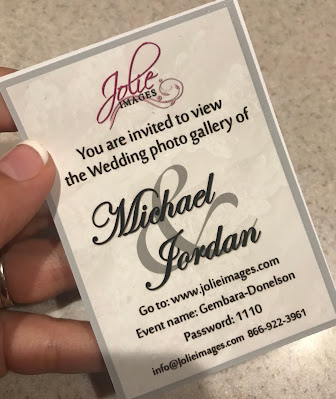 Jolie
IMAGES
You are invited to view
the Wedding photo gallery of
Michael
&
Jordan
Go to: www.jolieimages.com
Event name: Gembara-Donelson
Password: 1110
info@Jolieimages.com 866-922-3961